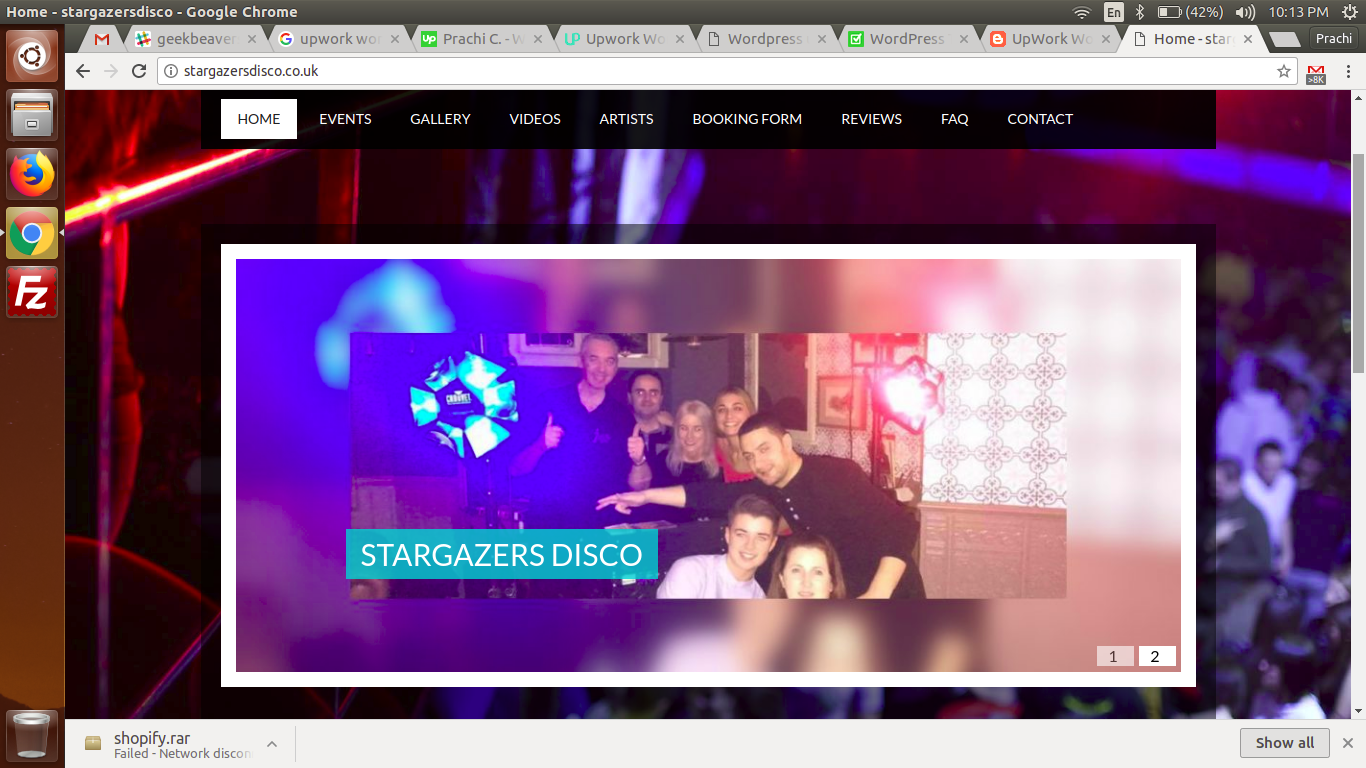 Home - stargazersdisco - Google Chrome
En
(42%)
10:13 PM
geekbeaver
upwork wor
Prachi C. - W
Upwork Wo
Wordpress
WordPress
UpWork Wo
Home - star
Prachi
stargazersdisco.co.uk
>8K
HOME
EVENTS
GALLERY
VIDEOS
ARTISTS
BOOKING FORM
REVIEWS
FAQ
CONTACT
CHAUVET
STARGAZERS DISCO
1
2
shopify.rar
Failed - Network discon
Show all